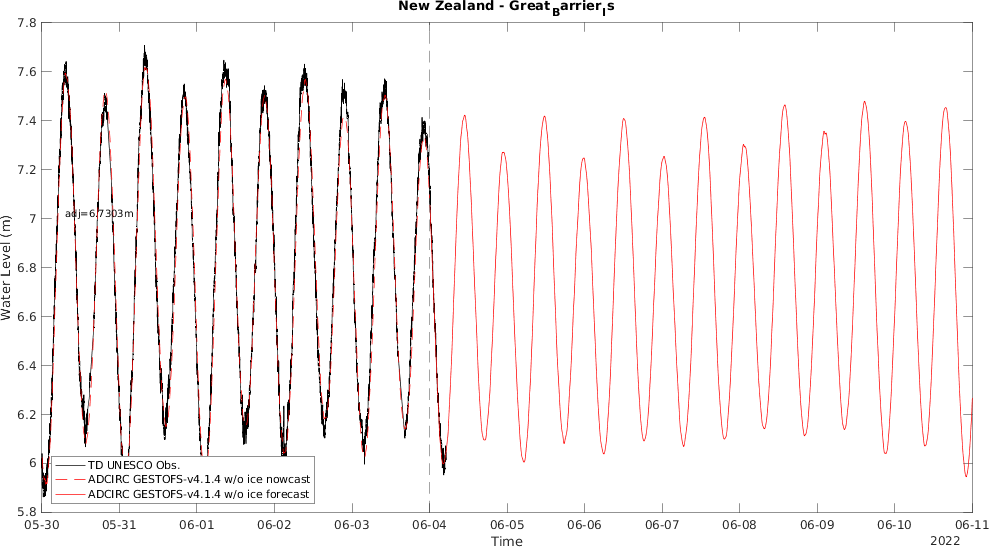 New Zealand - Great_Barrier_Is
7.8
7.6
7.4
7.2
7
6.8
6.6
6.4
6.2
6
5.8
Water Level (m)
adj=6.7303m
TD UNESCO Obs.
ADCIRC GESTOFS-v4.1.4 w/o ice nowcast
ADCIRC GESTOFS-v4.1.4 w/o ice forecast
05-30 05-31 06-01 06-02 06-03 06-04 06-05 06-06 06-07 06-08 06-09 06-10 06-11
Time
2022